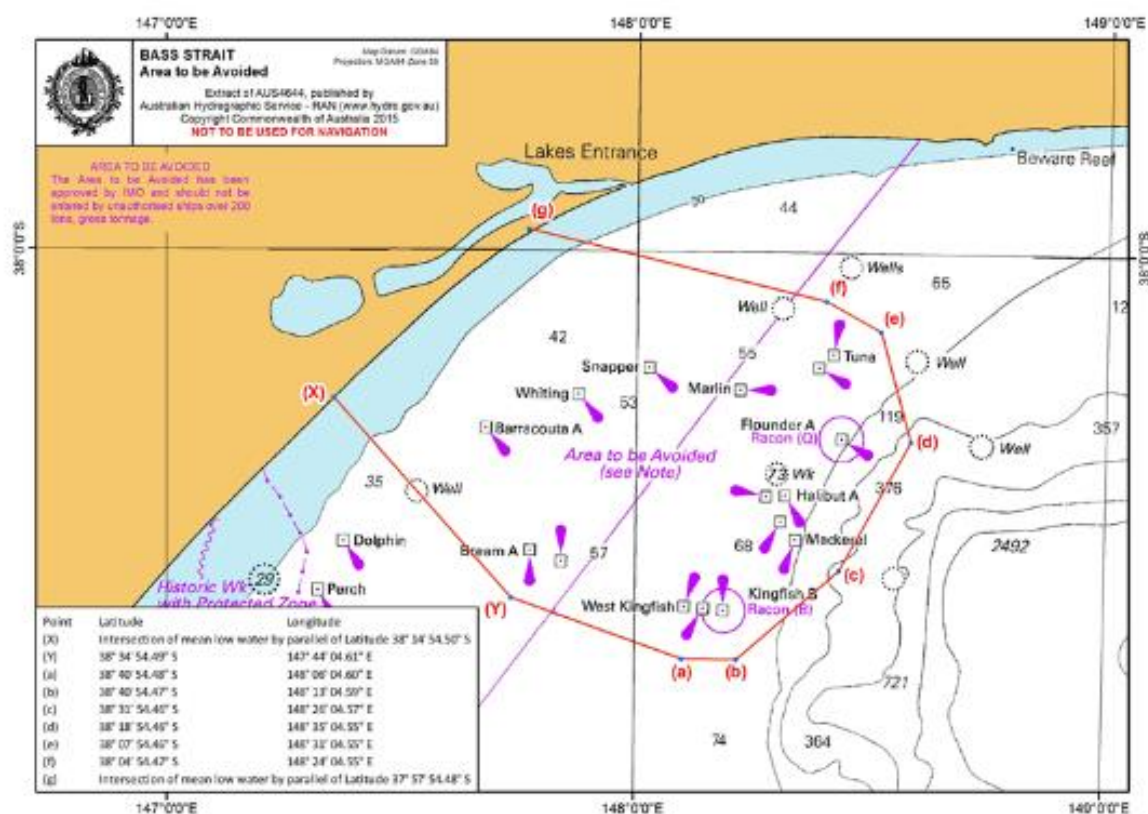 147°0'0"E
148°0'0"E
149°0'0"E
BASS STRAIT
Area to be Avoided
Extract of AUS4644, published by
Australian Hydrographic Service - RAN (www.hydro.gov.au)
Copyright Commonwealth of Australia 2015
NOT TO BE USED FOR NAVIGATION
AREA TO BE AVOIDED
The Area to be Avoided has been
approved by IMO and should not be
entered by unauthorised ships over 200
tons, gross tonnage.
Lakes Entrance
Beware Reef
(g)
44
38°0'0"S
38°0'0"S
Wells
65
(f)
12
Well
(e)
42
55
Tuna
Well
Snapper
Whiting
Marlin
(X)
53
Flounder A
119
357
Barracouta A
Racon (Q)
(d)
Area to be Avoided
(see Note)
Well
35
Well
73 Wk
376
Halibut A
Dolphin
Bream A
57
68
Mackerel
2492
29
Historic Wk
with Protected Zone
Perch
(Y)
West Kingfish
Kingfish B
Racon (B)
(c)
(a)
(b)
721
74
364
Point Latitude Longitude
(X) Intersection of mean low water by parallel of Latitude 38° 14' 54.50" S
(Y) 38° 34' 54.49" S 147° 44' 04.61" E
(a) 38° 40' 54.48" S 148° 06' 04.60" E
(b) 38° 40' 54.47" S 148° 13' 04.59" E
(c) 38° 31' 54.46" S 148° 26' 04.57" E
(d) 38° 18' 54.46" S 148° 35' 04.55" E
(e) 38° 07' 54.46" S 148° 31' 04.55" E
(f) 38° 04' 54.47" S 148° 24' 04.55" E
(g) Intersection of mean low water by parallel of Latitude 37° 57' 54.48" S
147°0'0"E
148°0'0"E
149°0'0"E